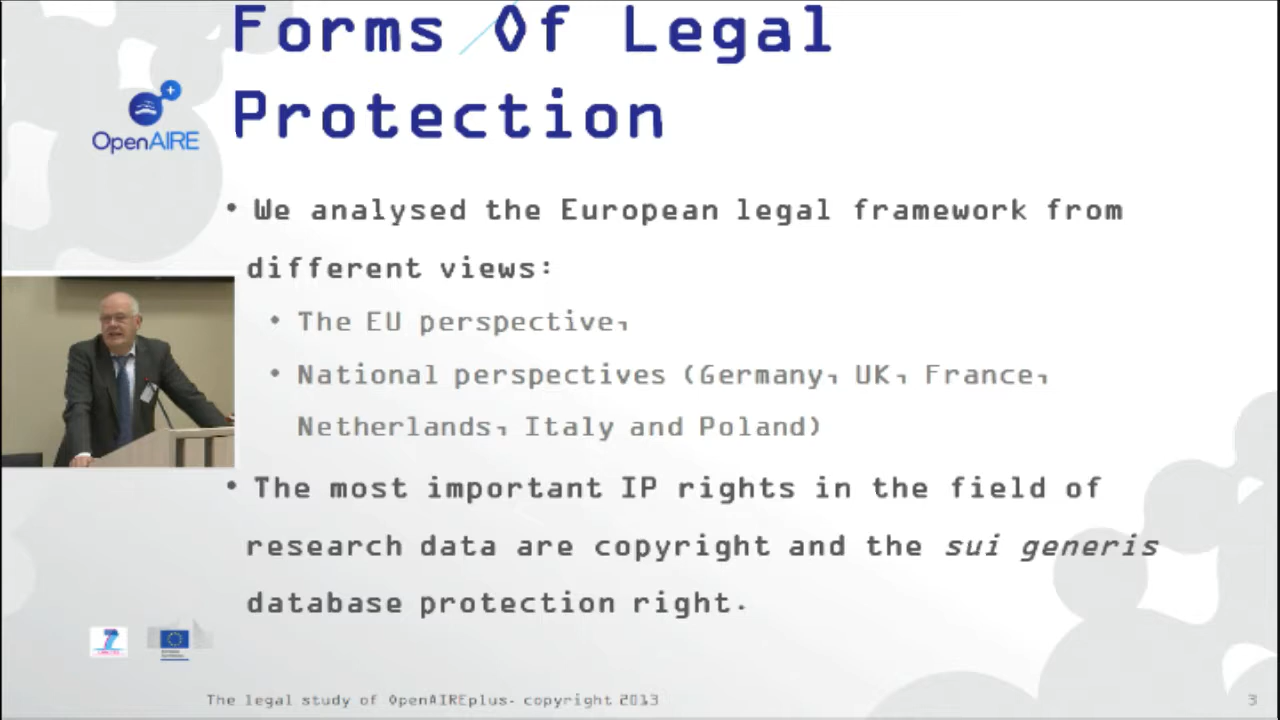 Forms Of Legal
Protection
OpenAIRE
• We analysed the European legal framework from
different views:
• The EU perspective,
• National perspectives (Germany, UK, France,
Netherlands, Italy and Poland)
• The most important IP rights in the field of
research data are copyright and the sui generis
database protection right.
The legal study of OpenAIREplus- copyright 2013
3